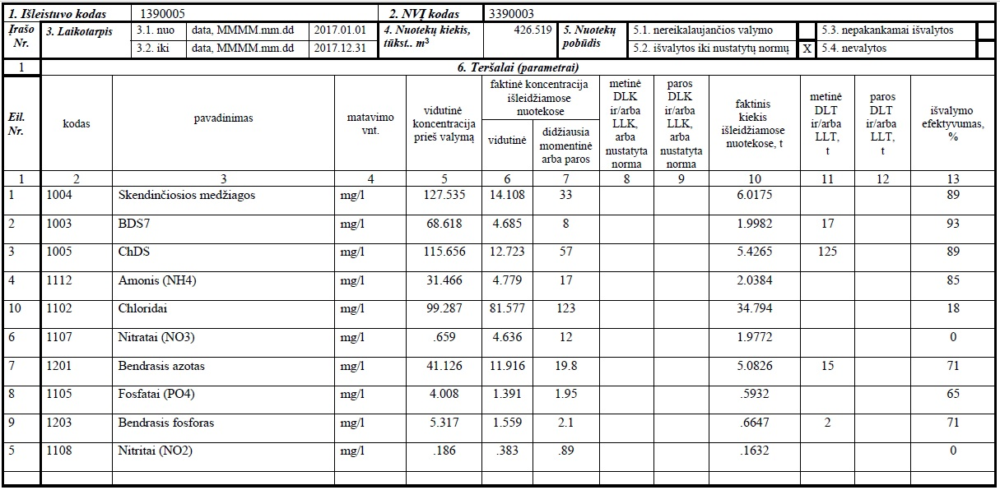 1. Išleistuvo kodas 1390005 2. NVĮ kodas 3390003
Įrašo Nr. 3. Laikotarpis 3.1. nuo data, MMMM.mm.dd 2017.01.01 4. Nuotekų kiekis, tūkst.. m³ 426.519 5. Nuotekų pobūdis 5.1. nereikalaujančios valymo 5.3. nepakankamai išvalytos
3.2. iki data, MMMM.mm.dd 2017.12.31 5.2. išvalytos iki nustatytų normų X 5.4. nevalytos
1 6. Teršalai (parametrai)
Eil. Nr. kodas pavadinimas matavimo vnt. vidutinė koncentracija prieš valymą faktinė koncentracija išleidžiamose nuotekose vidutinė didžiausia momentinė arba paros metinė DLK ir/arba LLK, arba nustatyta norma paros DLK ir/arba LLK, arba nustatyta norma faktinis kiekis išleidžiamose nuotekose, t metinė DLT ir/arba LLT, t paros DLT ir/arba LLT, t išvalymo efektyvumas, %
1 2 3 4 5 6 7 8 9 10 11 12 13
1 1004 Skendinčiosios medžiagos mg/l 127.535 14.108 33 6.0175 89
2 1003 BDS7 mg/l 68.618 4.685 8 1.9982 17 93
3 1005 ChDS mg/l 115.656 12.723 57 5.4265 125 89
4 1112 Amonis (NH4) mg/l 31.466 4.779 17 2.0384 85
10 1102 Chloridai mg/l 99.287 81.577 123 34.794 18
6 1107 Nitratai (NO3) mg/l .659 4.636 12 1.9772 0
7 1201 Bendrasis azotas mg/l 41.126 11.916 19.8 5.0826 15 71
8 1105 Fosfatai (PO4) mg/l 4.008 1.391 1.95 .5932 65
9 1203 Bendrasis fosforas mg/l 5.317 1.559 2.1 .6647 2 71
5 1108 Nitritai (NO2) mg/l .186 .383 .89 .1632 0